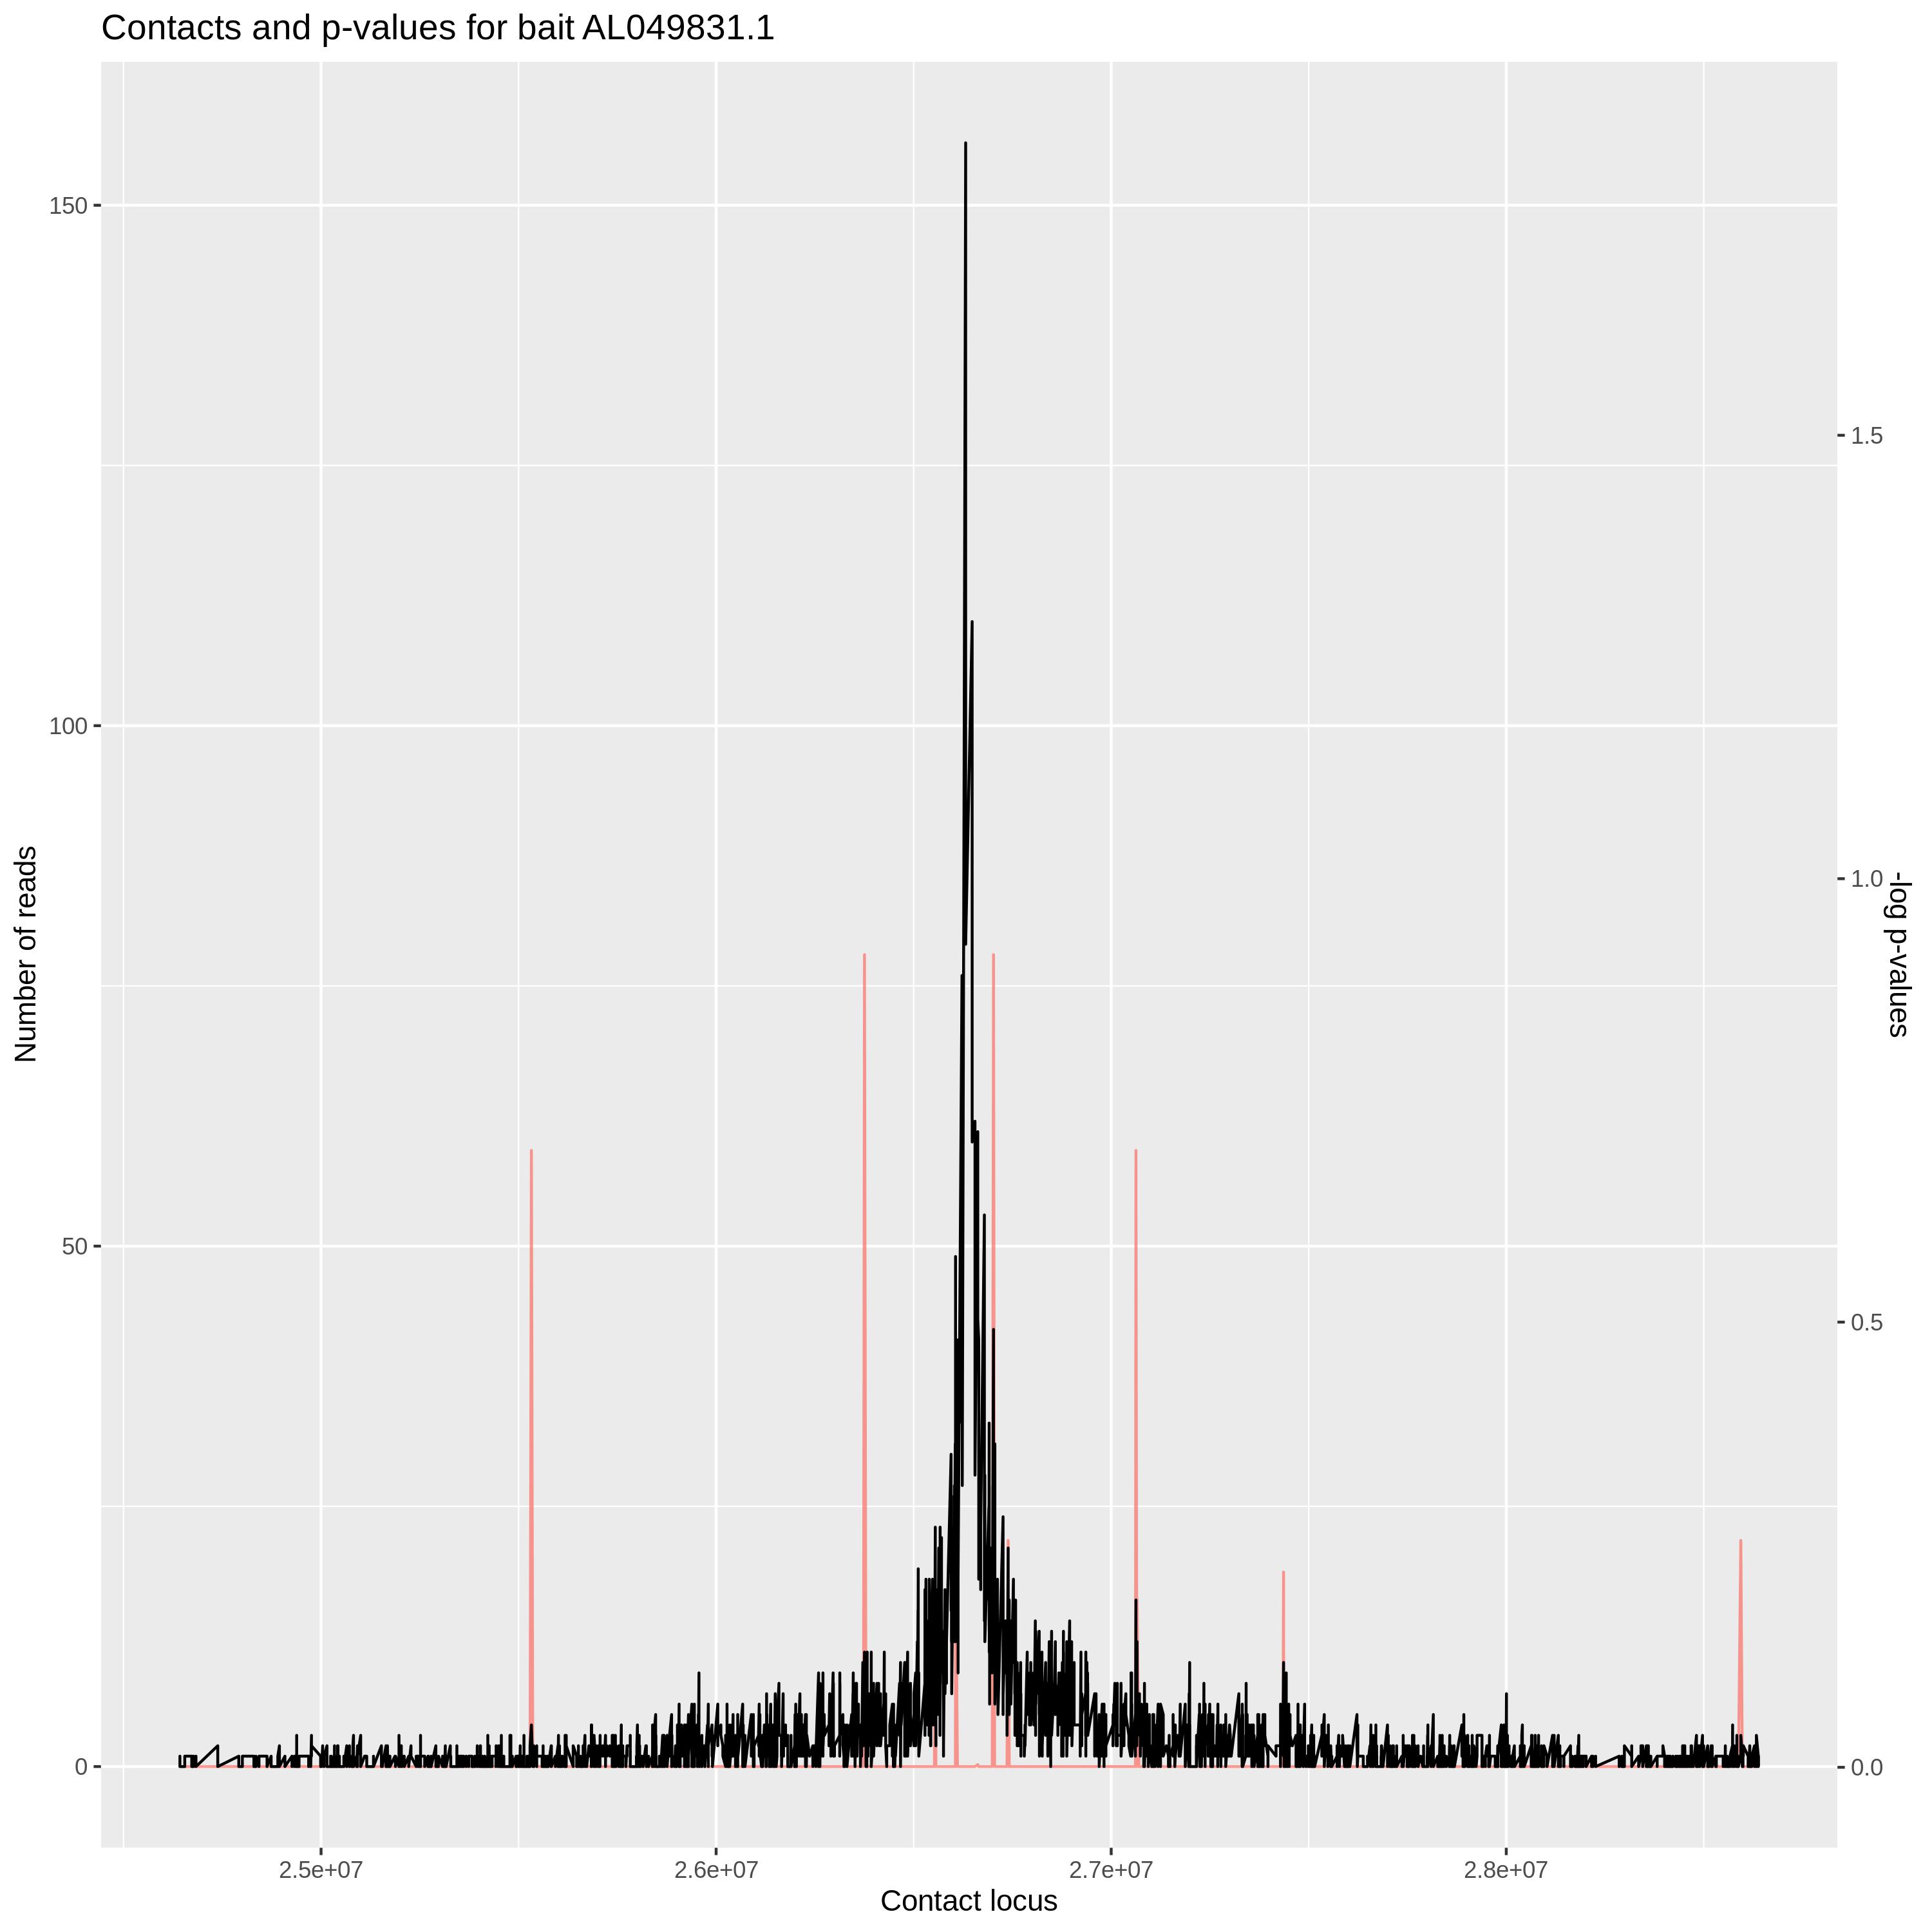 Contacts and p-values for bait AL049831.1
150
100
50
0
Number of reads
1.5
1.0
0.5
0.0
-log p-values
2.5e+07 2.6e+07 2.7e+07 2.8e+07
Contact locus